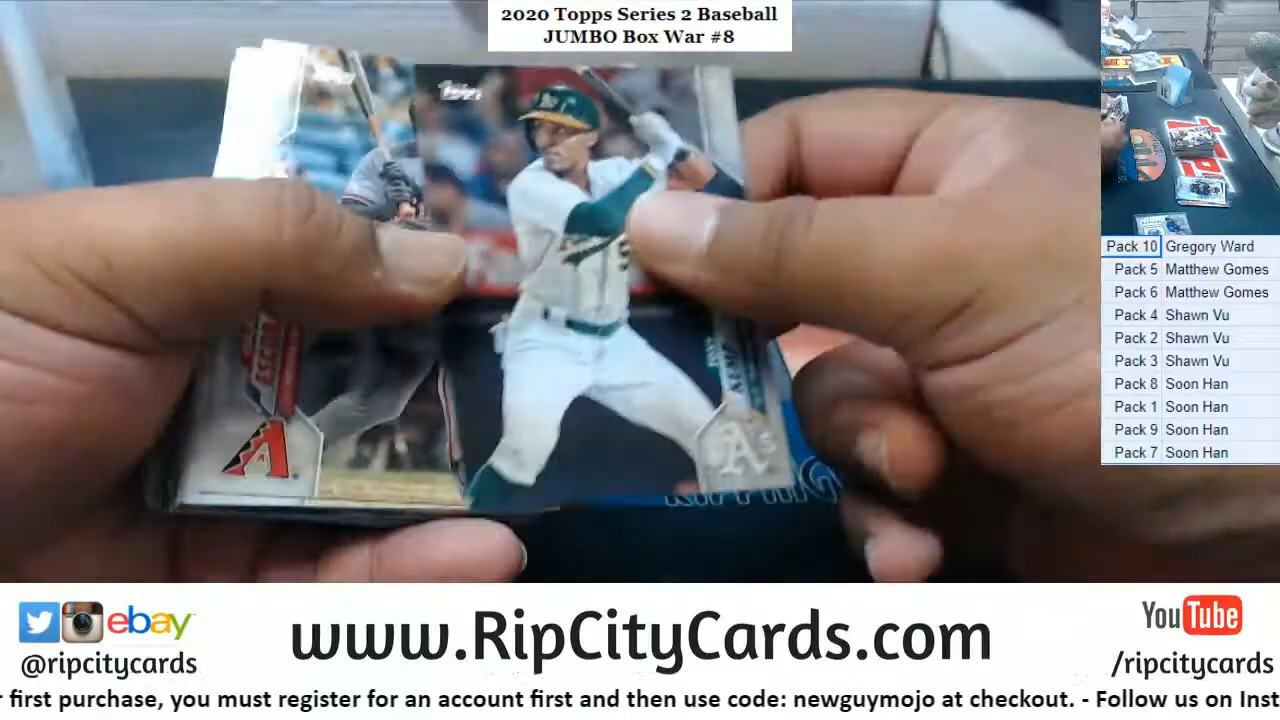 2020 Topps Series 2 Baseball
JUMBO Box War #8
Pack 10 Gregory Ward
Pack 5 Matthew Gomes
Pack 6 Matthew Gomes
Pack 4 Shawn Vu
Pack 2 Shawn Vu
Pack 3 Shawn Vu
Pack 8 Soon Han
Pack 1 Soon Han
Pack 9 Soon Han
Pack 7 Soon Han
topps
A's
ebay
@ripcitycards
www.RipCityCards.com
YouTube
/ripcitycards
r first purchase, you must register for an account first and then use code: newguymojo at checkout. - Follow us on Inst